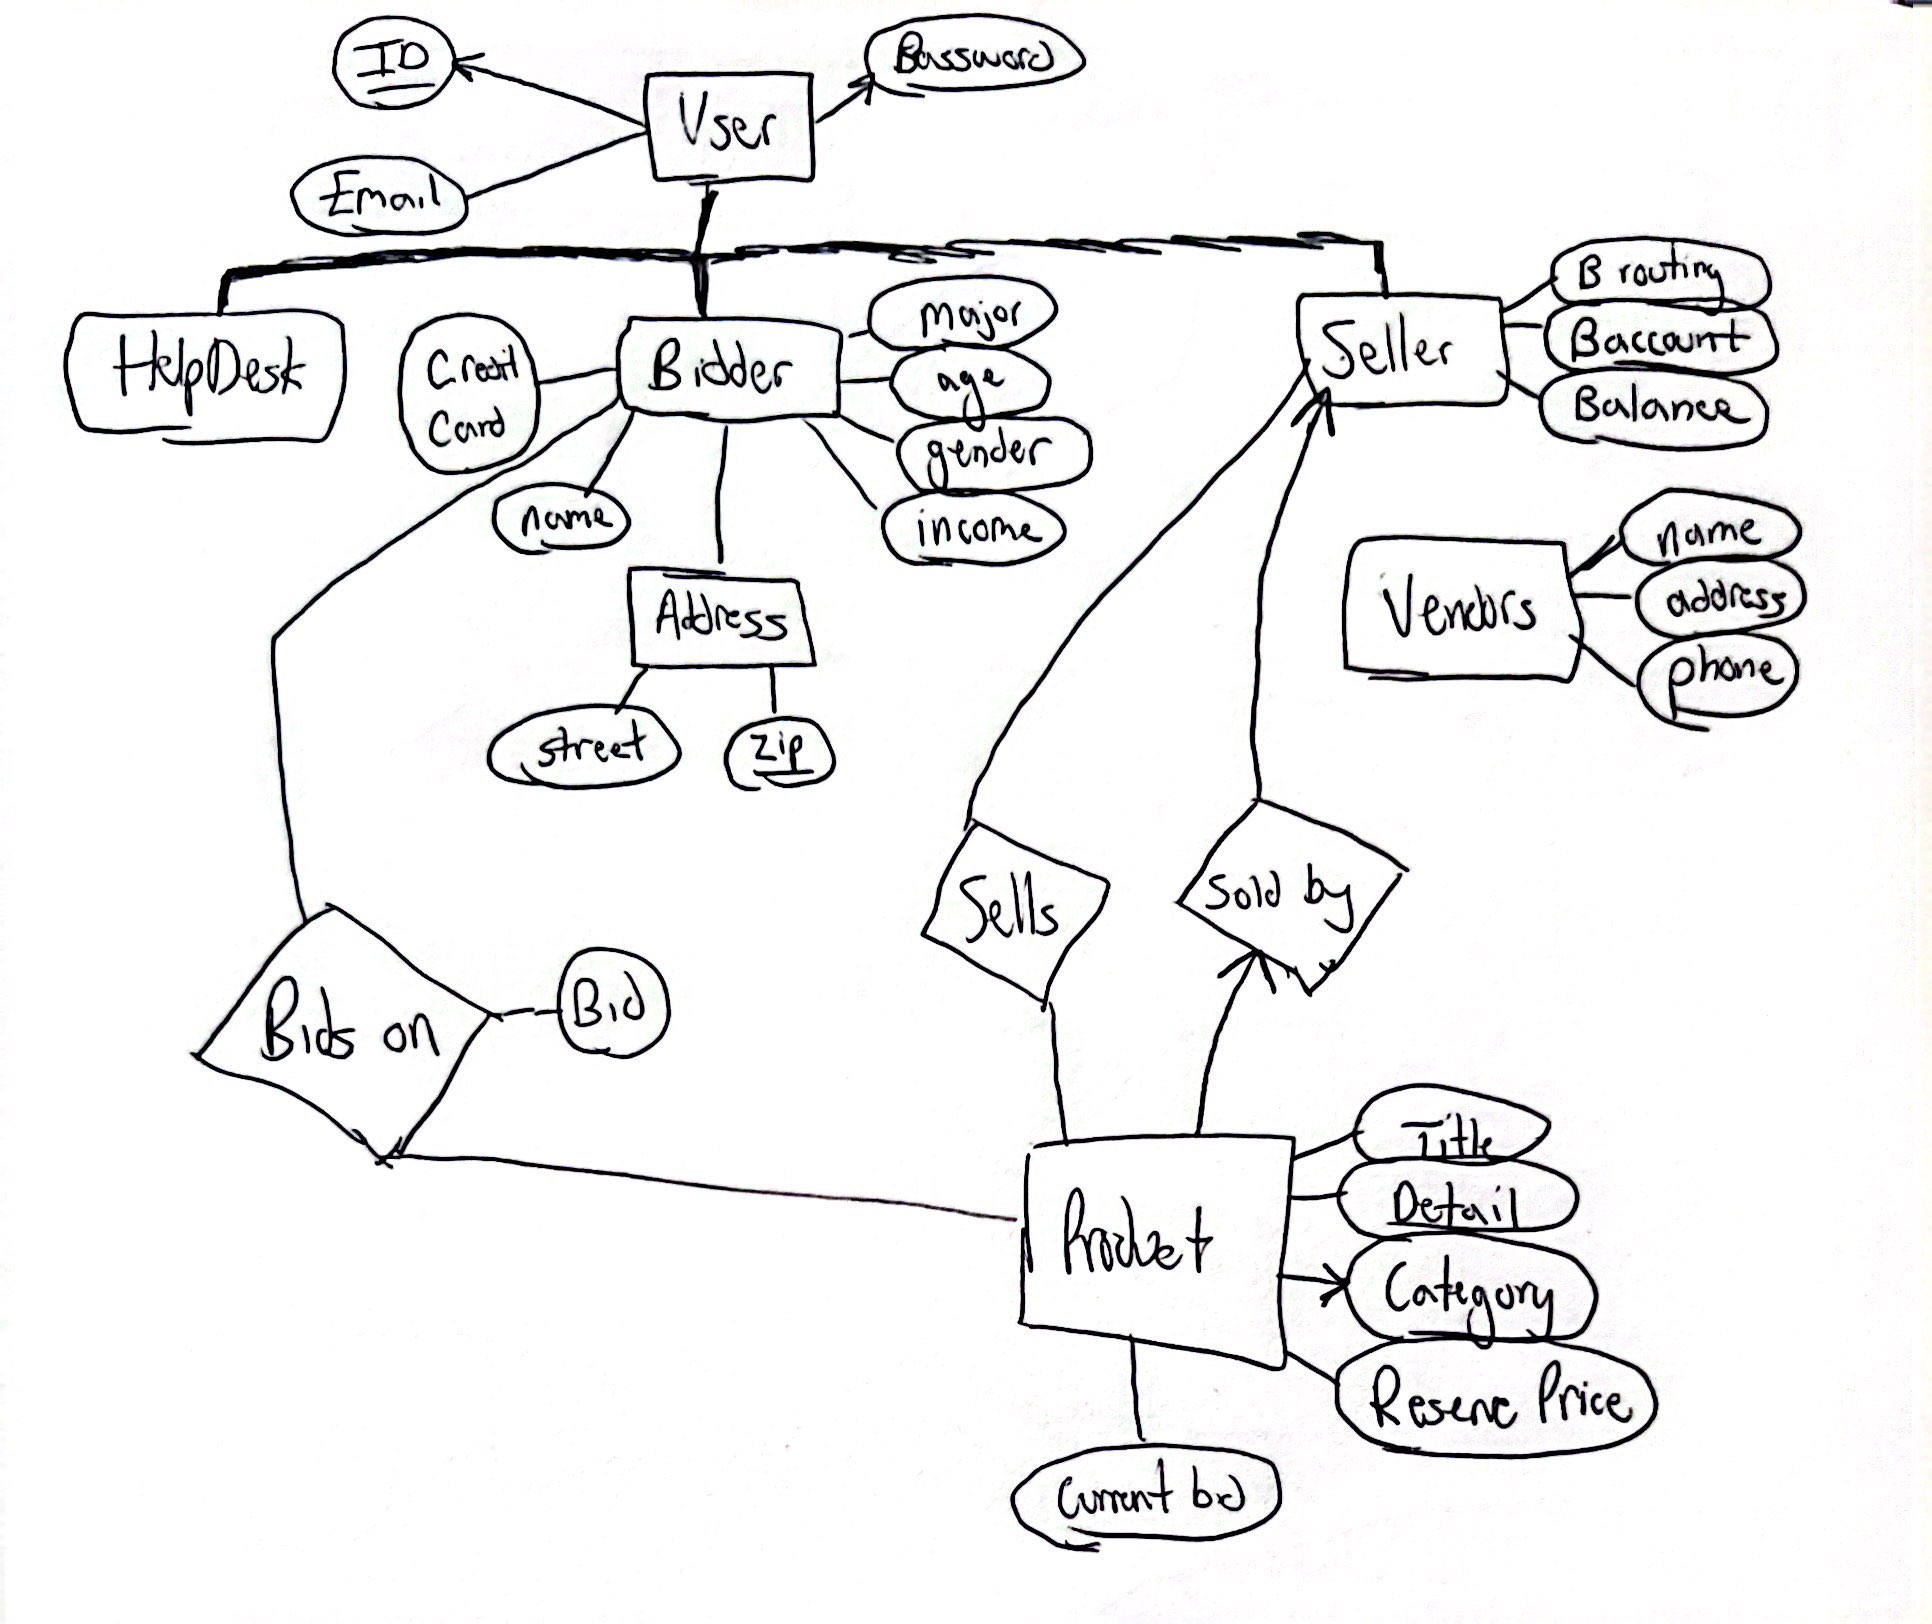 ID
Bassword
User
Email
HelpDesk
Credit
Card
Bidder
major
age
gender
income
name
Address
street
zip
Seller
B routing
Baccount
Balance
Vendors
name
address
phone
Sells
Sold by
Bids on
Bid
Product
Title
Detail
Category
Reserve Price
Current bid